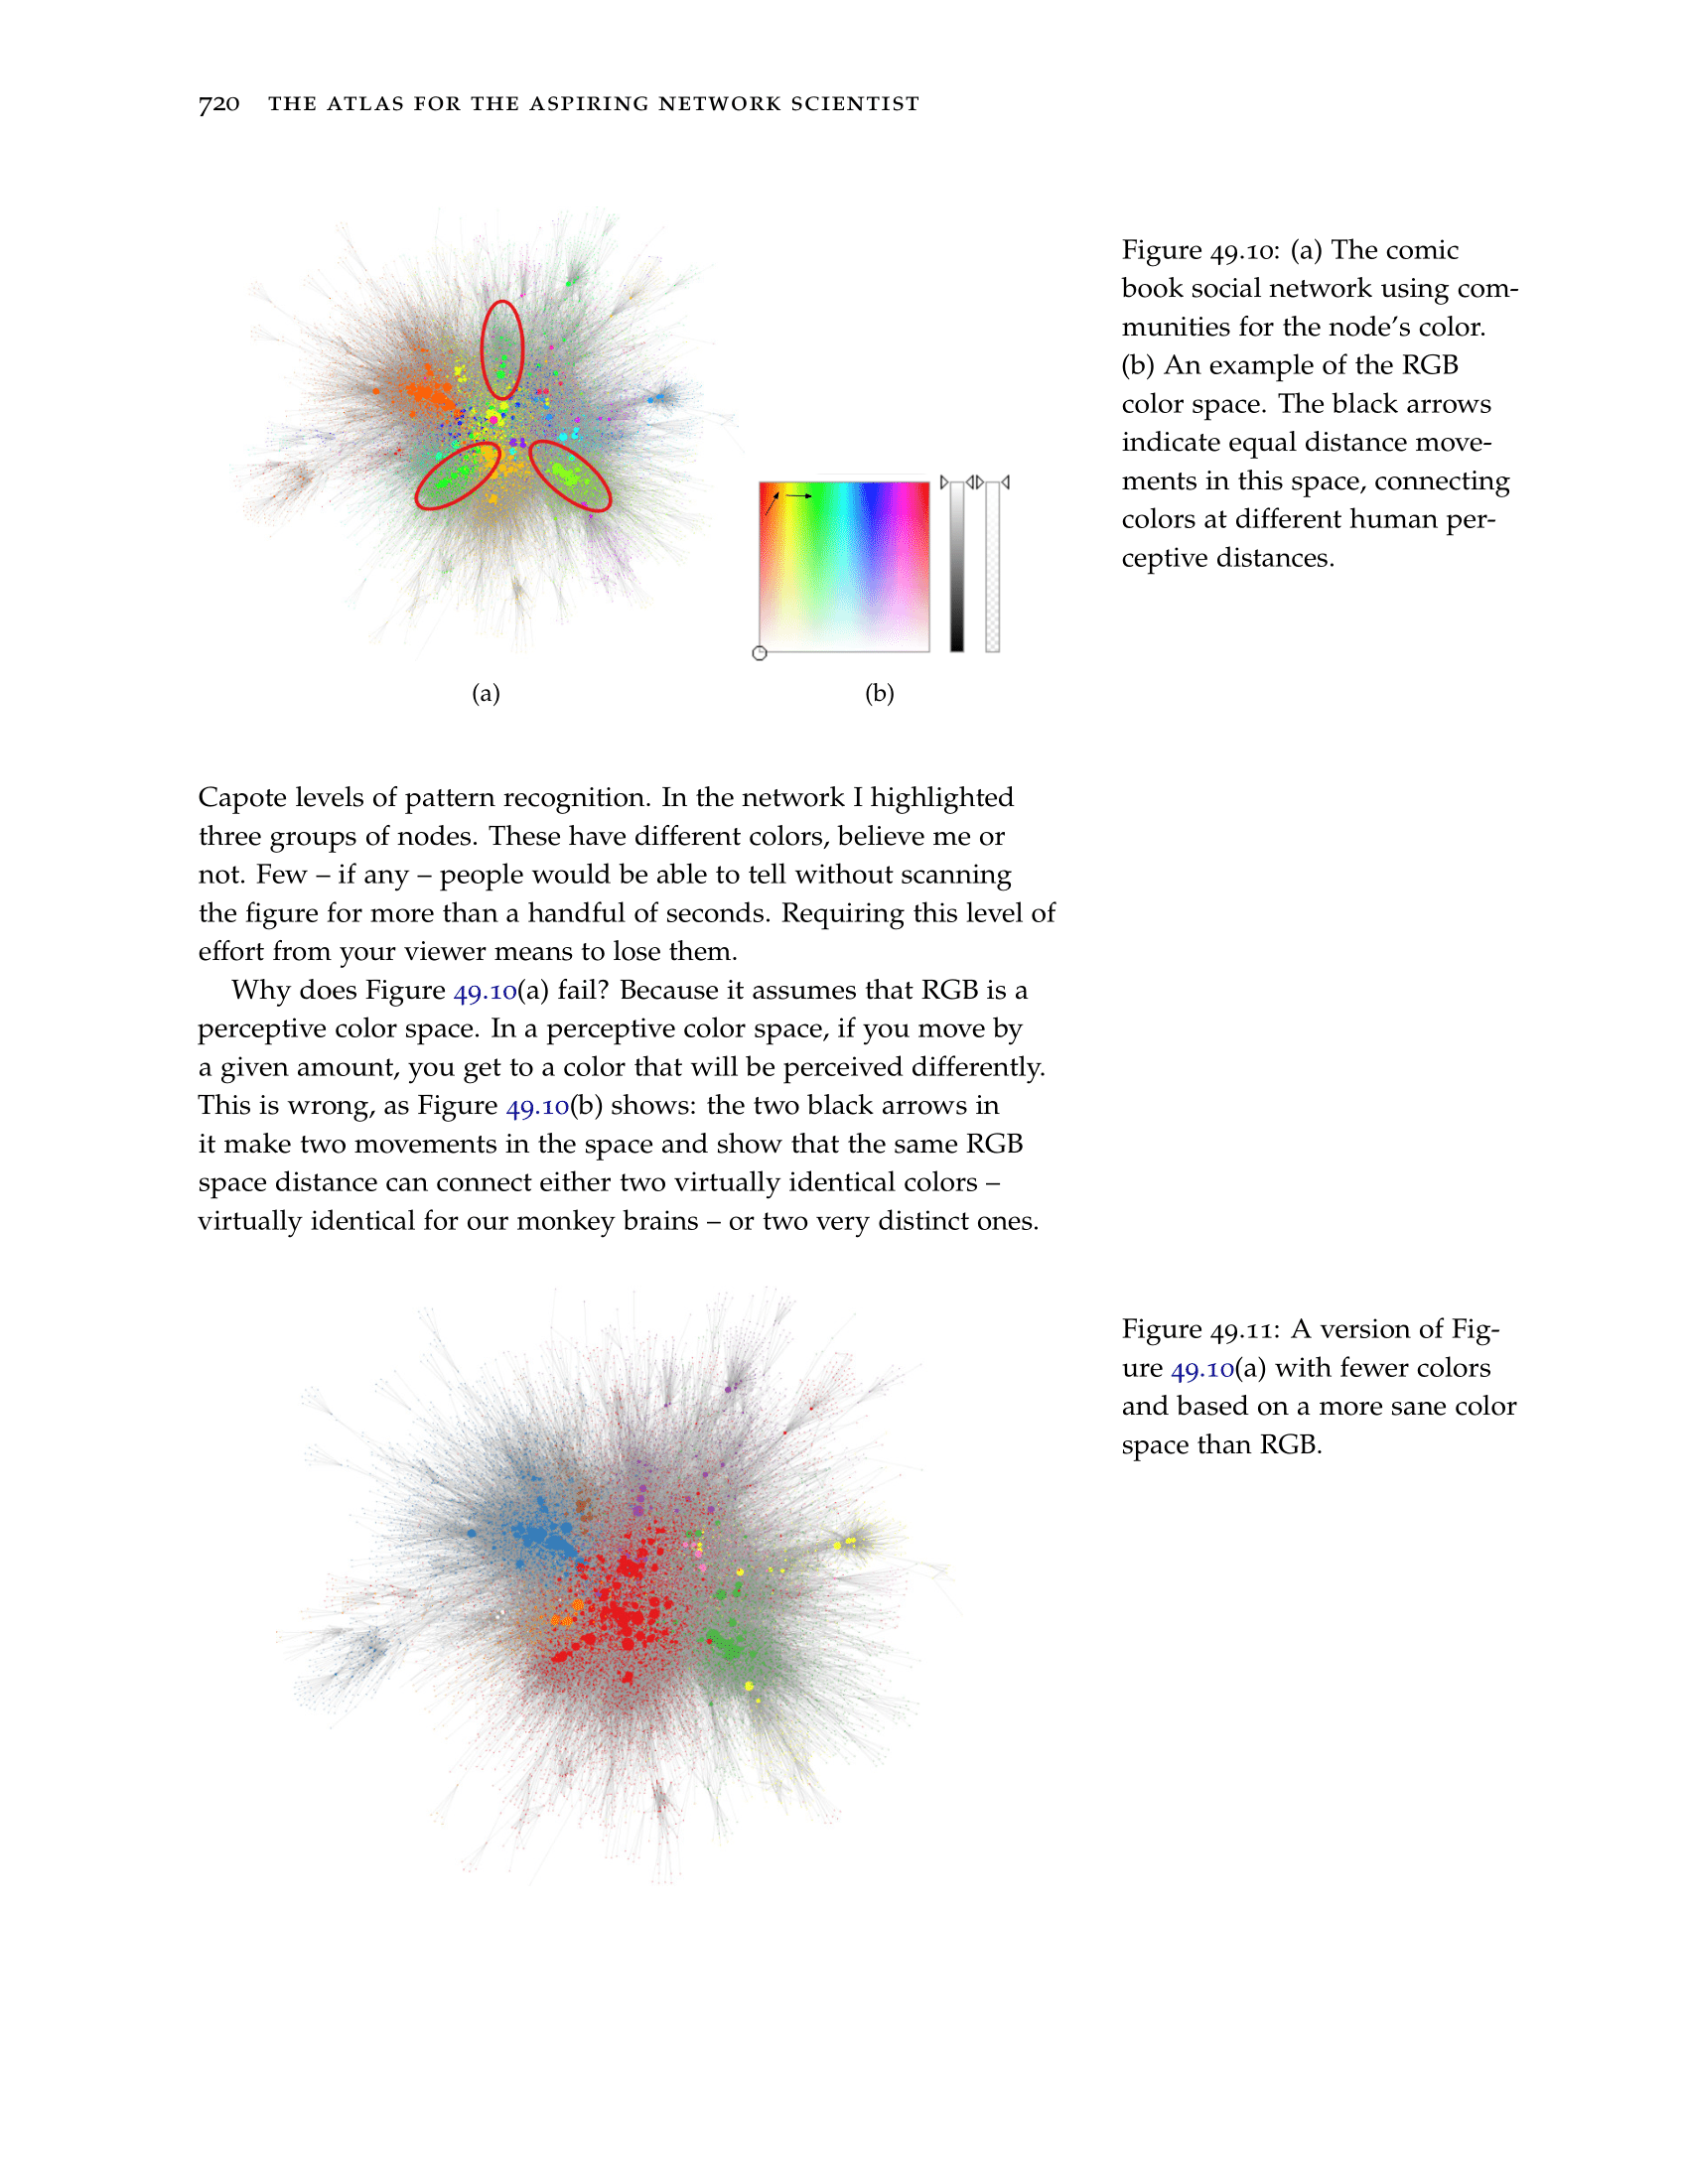 720 THE ATLAS FOR THE ASPIRING NETWORK SCIENTIST
Figure 49.10: (a) The comic
book social network using com-
munities for the node's color.
(b) An example of the RGB
color space. The black arrows
indicate equal distance move-
ments in this space, connecting
colors at different human per-
ceptive distances.
(a)
(b)
Capote levels of pattern recognition. In the network I highlighted
three groups of nodes. These have different colors, believe me or
not. Few – if any – people would be able to tell without scanning
the figure for more than a handful of seconds. Requiring this level of
effort from your viewer means to lose them.
Why does Figure 49.10(a) fail? Because it assumes that RGB is a
perceptive color space. In a perceptive color space, if you move by
a given amount, you get to a color that will be perceived differently.
This is wrong, as Figure 49.10(b) shows: the two black arrows in
it make two movements in the space and show that the same RGB
space distance can connect either two virtually identical colors –
virtually identical for our monkey brains – or two very distinct ones.
Figure 49.11: A version of Fig-
ure 49.10(a) with fewer colors
and based on a more sane color
space than RGB.